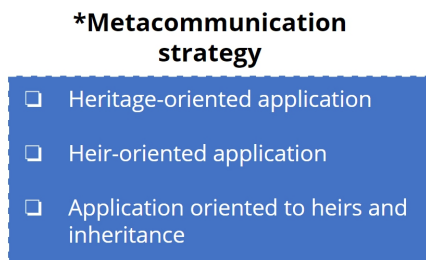 *Metacommunication
strategy
❏ Heritage-oriented application
❏ Heir-oriented application
❏ Application oriented to heirs and
inheritance